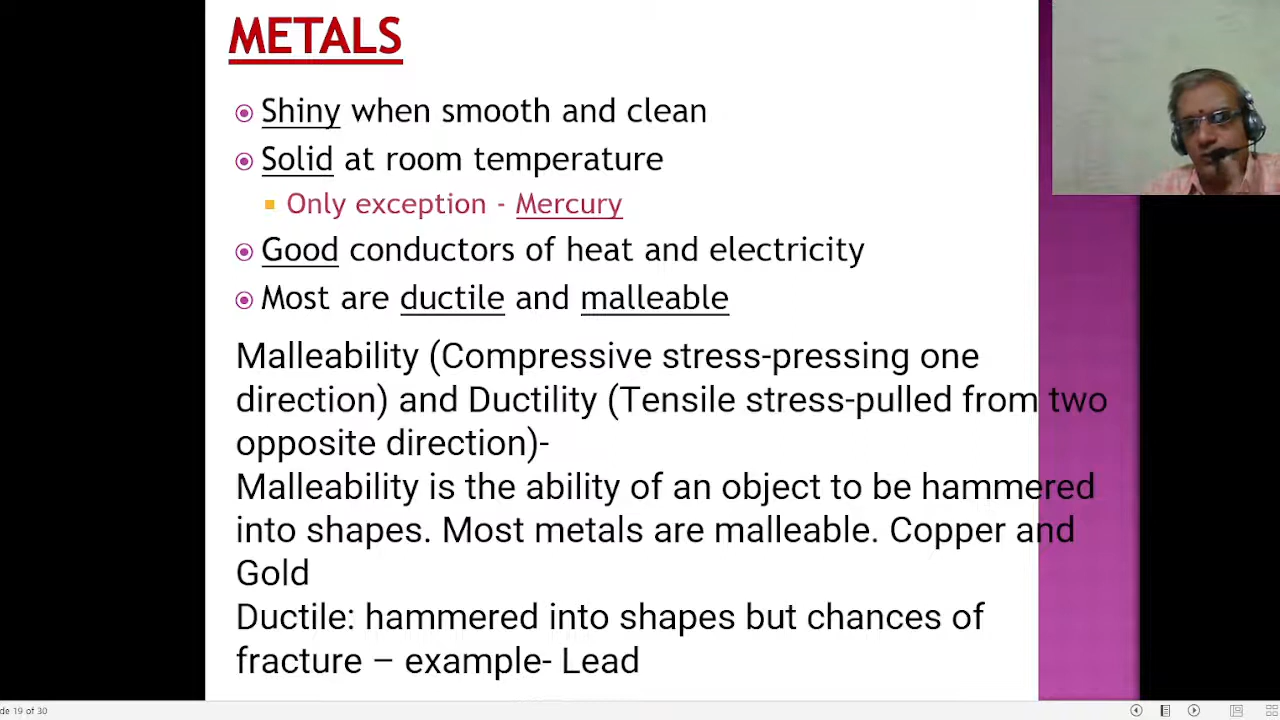 METALS
Shiny when smooth and clean
Solid at room temperature
Only exception - Mercury
Good conductors of heat and electricity
Most are ductile and malleable
Malleability (Compressive stress-pressing one
direction) and Ductility (Tensile stress-pulled from two
opposite direction)-
Malleability is the ability of an object to be hammered
into shapes. Most metals are malleable. Copper and
Gold
Ductile: hammered into shapes but chances of
fracture – example- Lead
de 19 of 30